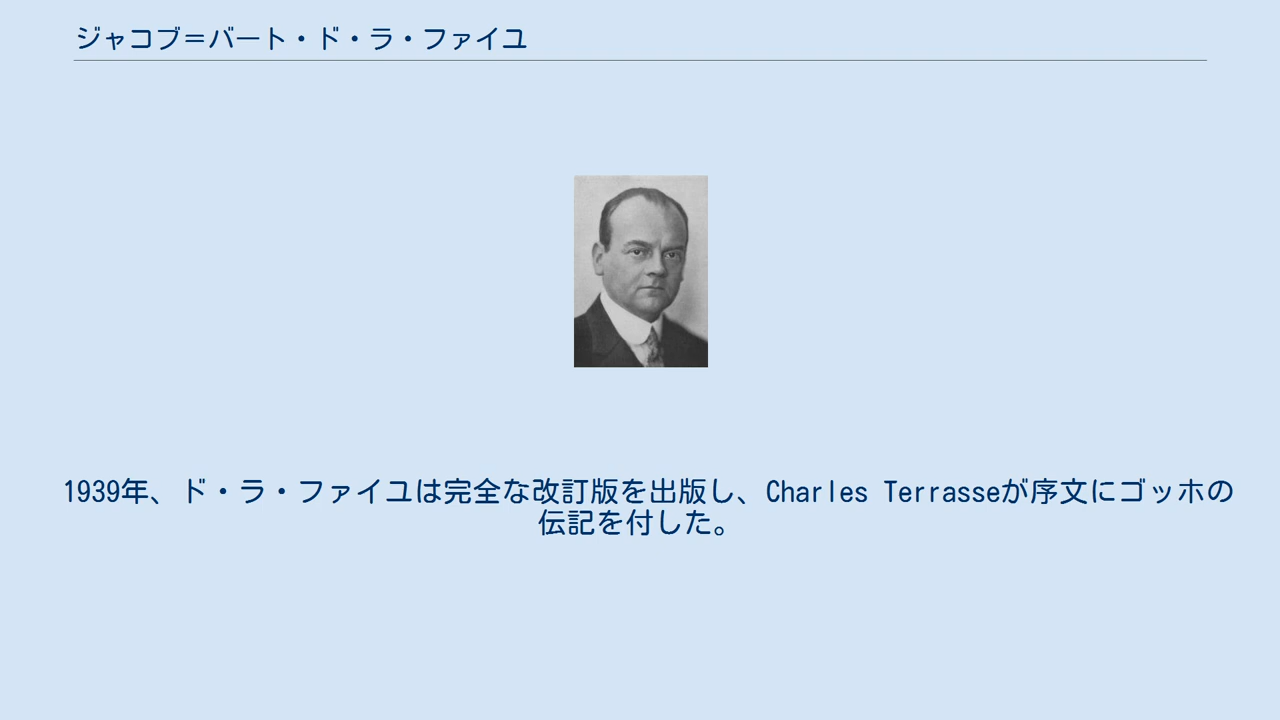 ジャコブ＝バート・ド・ラ・ファイユ
1939年、ド・ラ・ファイユは完全な改訂版を出版し、Charles Terrasseが序文にゴッホの
伝記を付した。